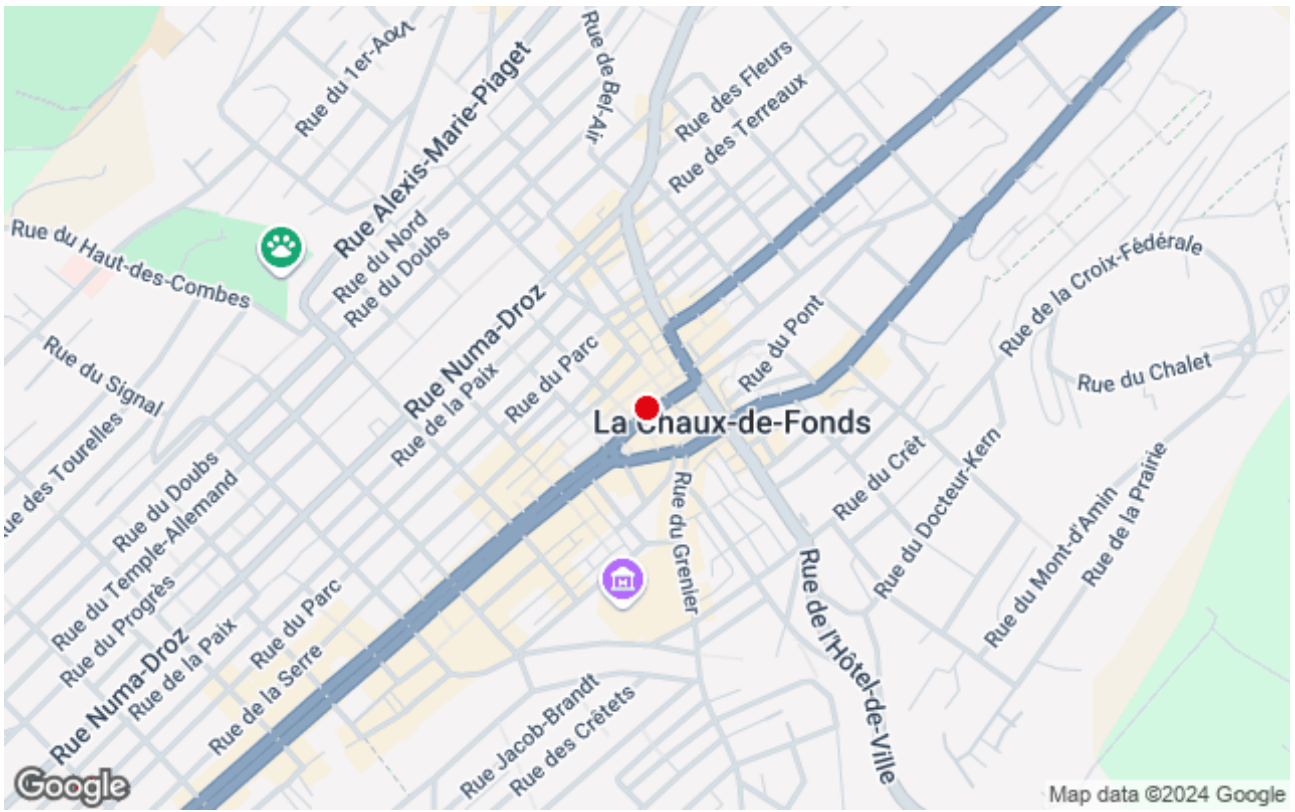 Rue du 1er-Août
Rue Alexis-Marie-Piaget
Rue de Bel-Air
Rue des Fleurs
Rue des Terreaux
Rue du Haut-des-Combes
Rue du Nord
Rue du Doubs
Rue de la Croix-Fédérale
Rue du Signal
Rue Numa-Droz
Rue du Parc
Rue de la Paix
Rue du Pont
Rue du Chalet
La Chaux-de-Fonds
Rue des Tourelles
Rue du Doubs
Rue du Temple-Allemand
Rue du Progrès
Rue du Crêt
Rue du Docteur-Kern
Rue du Mont-d'Amin
Rue de la Prairie
Rue du Grenier
Rue de l'Hôtel-de-Ville
Rue du Parc
Rue de la Paix
Rue Numa-Droz
Rue de la Serre
Rue Jacob-Brandt
Rue des Crêtets
Google
Map data ©2024 Google